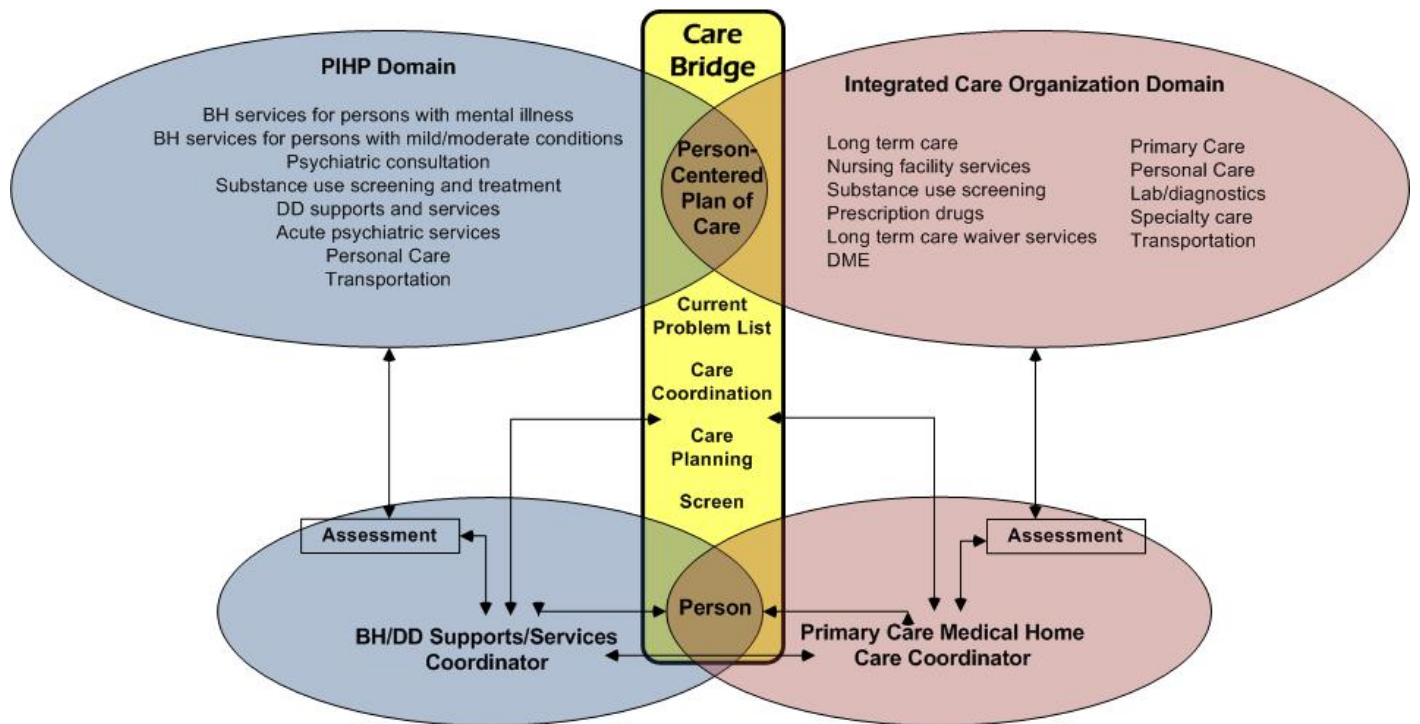 Care
Bridge
PIHP Domain
BH services for persons with mental illness
BH services for persons with mild/moderate conditions
Psychiatric consultation
Substance use screening and treatment
DD supports and services
Acute psychiatric services
Personal Care
Transportation
Person-
Centered
Plan of
Care
Integrated Care Organization Domain
Long term care
Nursing facility services
Substance use screening
Prescription drugs
Long term care waiver services
DME
Primary Care
Personal Care
Lab/diagnostics
Specialty care
Transportation
Current
Problem List
Care
Coordination
Care
Planning
Screen
Assessment
Assessment
BH/DD Supports/Services
Coordinator
Person
Primary Care Medical Home
Care Coordinator